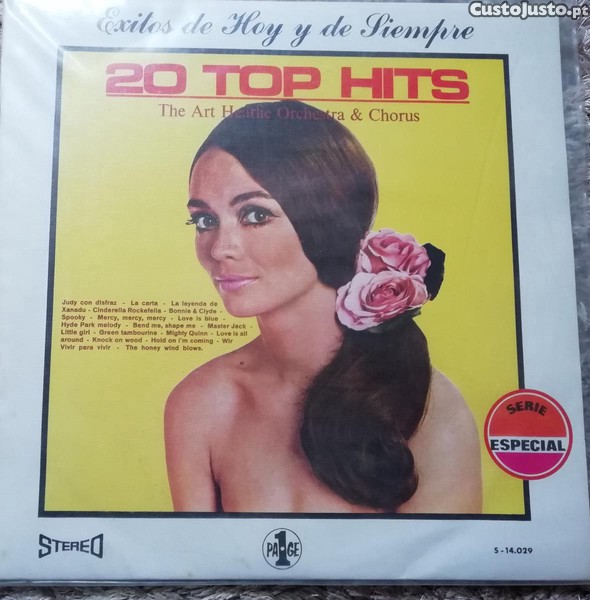 CustoJusto.pt
Exitos de Hoy y de Siempre
20 TOP HITS
The Art Heatlie Orchestra & Chorus
Judy con disfraz - La carta - La leyenda de
Xanadu - Cinderella Rockefella - Bonnie & Clyde -
Spooky - Mercy, mercy, mercy - Love is blue -
Hyde Park melody - Bend me, shape me - Master Jack -
Little girl - Green tambourine - Mighty Quinn - Love is all
around - Knock on wood - Hold on i'm coming - Wir
Vivir para vivir - The honey wind blows.
SERIE
ESPECIAL
STEREO
PA 1 GE
S - 14.029